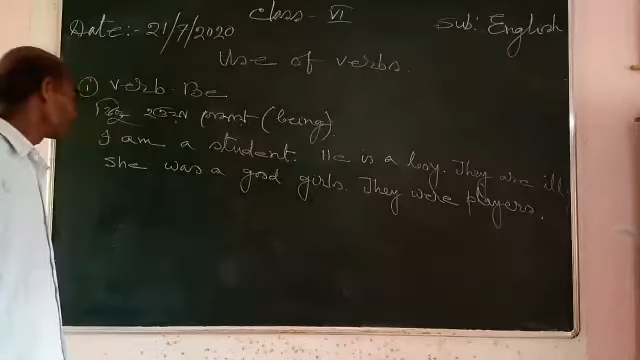 Class - VI
Date:- 21/7/2020
Sub: English
Use of verbs.
① Verb - Be
কিছু হওন (being)
I am a student. He is a boy. They are ill.
She was a good girls. They were players.